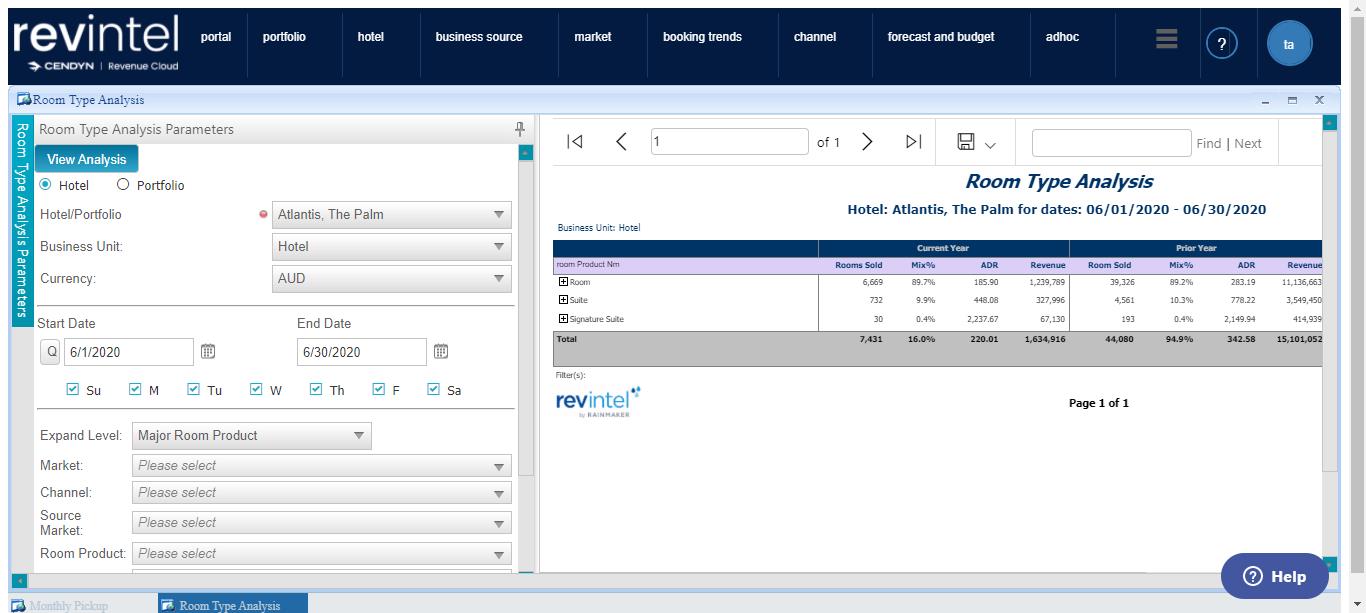 revintel
CENDYN | Revenue Cloud
portal portfolio hotel business source market booking trends channel forecast and budget adhoc ? ta
Room Type Analysis
Room Type Analysis Parameters
Room Type Analysis Parameters
View Analysis
Hotel Portfolio
Hotel/Portfolio Atlantis, The Palm
Business Unit: Hotel
Currency: AUD
Start Date End Date
Q 6/1/2020 6/30/2020
Su M Tu W Th F Sa
Expand Level: Major Room Product
Market: Please select
Channel: Please select
Source Market: Please select
Room Product: Please select
1 of 1 Find | Next
Room Type Analysis
Hotel: Atlantis, The Palm for dates: 06/01/2020 - 06/30/2020
Business Unit: Hotel
Current Year Prior Year
room Product Nm Rooms Sold Mix% ADR Revenue Room Sold Mix% ADR Revenue
Room 6,669 89.7% 185.90 1,239,789 39,326 89.2% 283.19 11,136,663
Suite 732 9.9% 448.08 327,996 4,561 10.3% 778.22 3,549,450
Signature Suite 30 0.4% 2,237.67 67,130 193 0.4% 2,149.94 414,939
Total 7,431 16.0% 220.01 1,634,916 44,080 94.9% 342.58 15,101,052
Filter(s):
revintel
by RAINMAKER
Page 1 of 1
? Help
Monthly Pickup Room Type Analysis